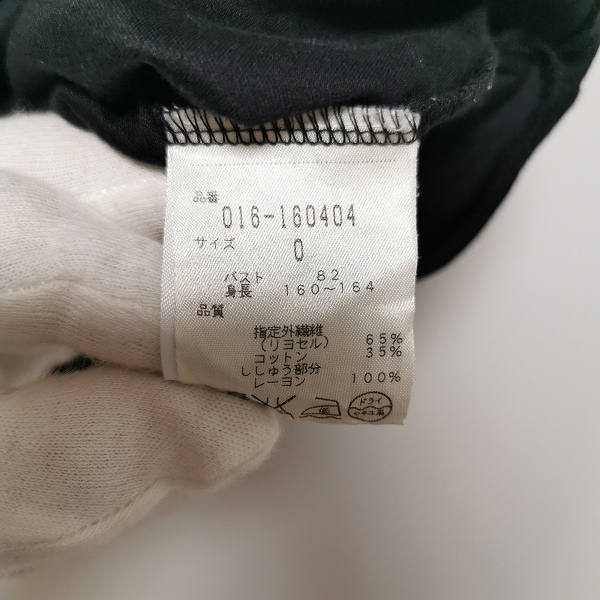 品番
016-160404
サイズ
0
バスト 82
身長 160〜164
品質
指定外繊維
(リヨセル) 65%
コットン 35%
ししゅう部分
レーヨン 100%
ドライ